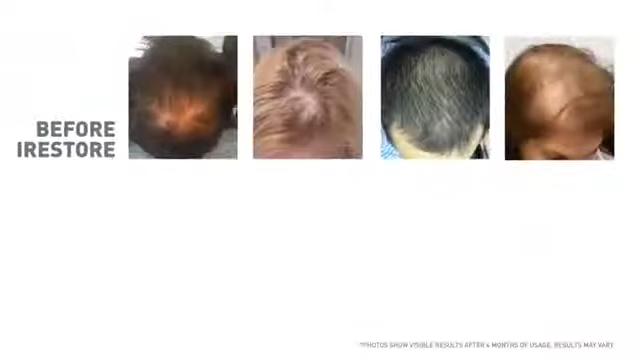 BEFORE
IRESTORE
*PHOTOS SHOW VISIBLE RESULTS AFTER 4 MONTHS OF USAGE. RESULTS MAY VARY.